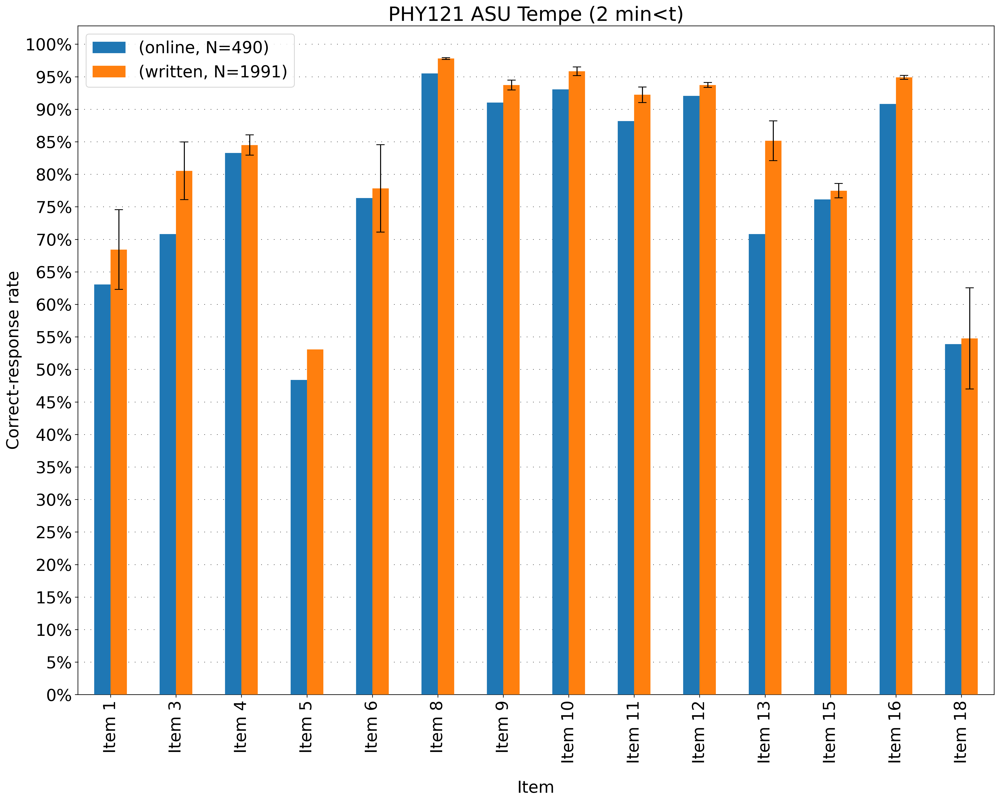 PHY121 ASU Tempe (2 min<t)
(online, N=490)
(written, N=1991)
Correct-response rate
100%
95%
90%
85%
80%
75%
70%
65%
60%
55%
50%
45%
40%
35%
30%
25%
20%
15%
10%
5%
0%
Item 1
Item 3
Item 4
Item 5
Item 6
Item 8
Item 9
Item 10
Item 11
Item 12
Item 13
Item 15
Item 16
Item 18
Item